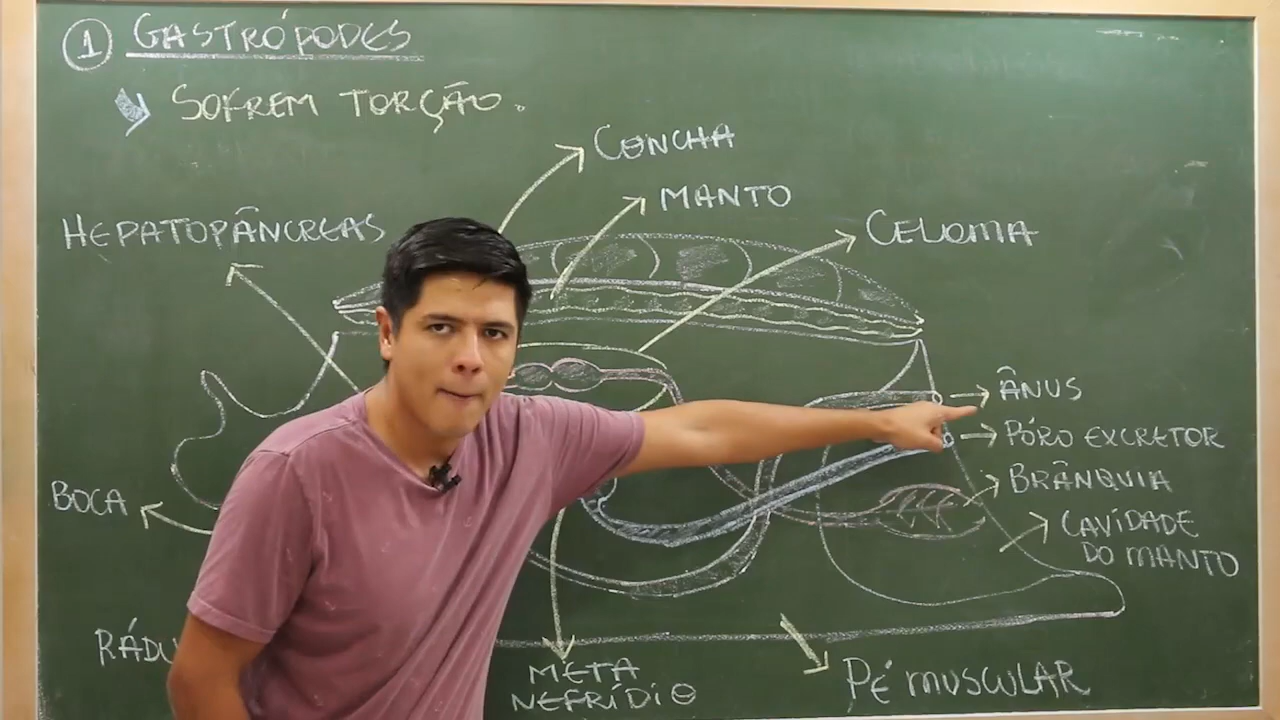 1 GASTRÓPODES
SOFREM TORÇÃO.
CONCHA
MANTO
HEPATOPÂNCREAS
CELOMA
ÂNUS
PÓRO EXCRETOR
BRÂNQUIA
BOCA
CAVIDADE
DO MANTO
RÁDU
META
NEFRÍDIO
PÉ MUSCULAR